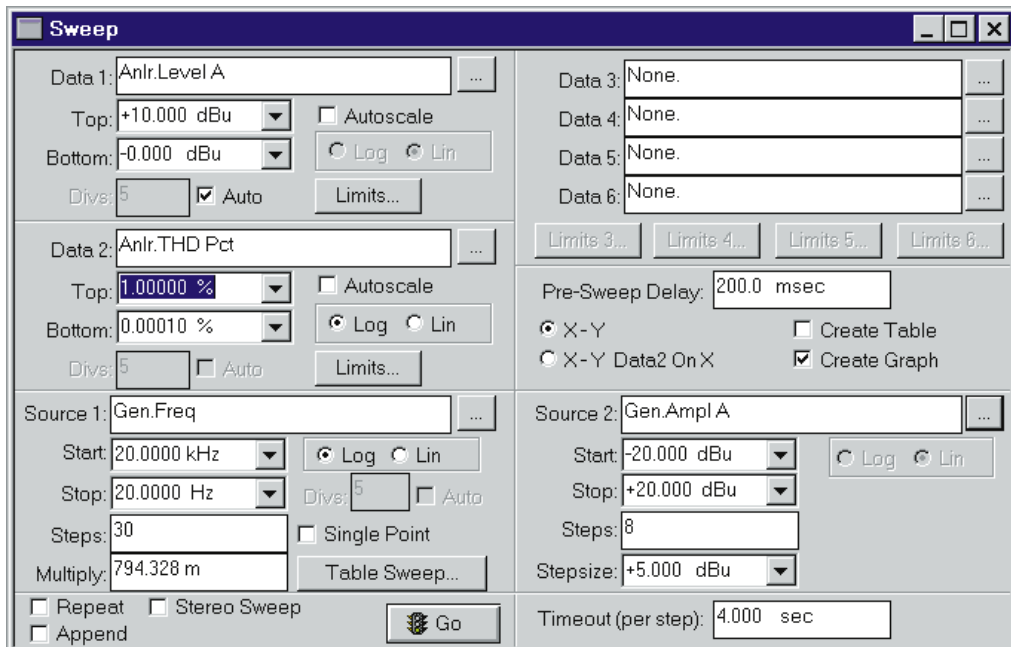 Sweep
Data 1: Anlr.Level A ...
Top: +10.000 dBu
Autoscale
Bottom: -0.000 dBu
Log Lin
Divs: 5 Auto
Limits...
Data 2: Anlr.THD Pct ...
Top: 1.00000 %
Autoscale
Bottom: 0.00010 %
Log Lin
Divs: 5 Auto
Limits...
Source 1: Gen.Freq ...
Start: 20.0000 kHz
Log Lin
Stop: 20.0000 Hz
Divs: 5 Auto
Steps: 30
Single Point
Multiply: 794.328 m
Table Sweep...
Repeat Stereo Sweep
Append
Go
Data 3: None. ...
Data 4: None. ...
Data 5: None. ...
Data 6: None. ...
Limits 3... Limits 4... Limits 5... Limits 6...
Pre-Sweep Delay: 200.0 msec
X-Y
Create Table
X-Y Data2 On X
Create Graph
Source 2: Gen.Ampl A ...
Start: -20.000 dBu
Log Lin
Stop: +20.000 dBu
Steps: 8
Stepsize: +5.000 dBu
Timeout (per step): 4.000 sec